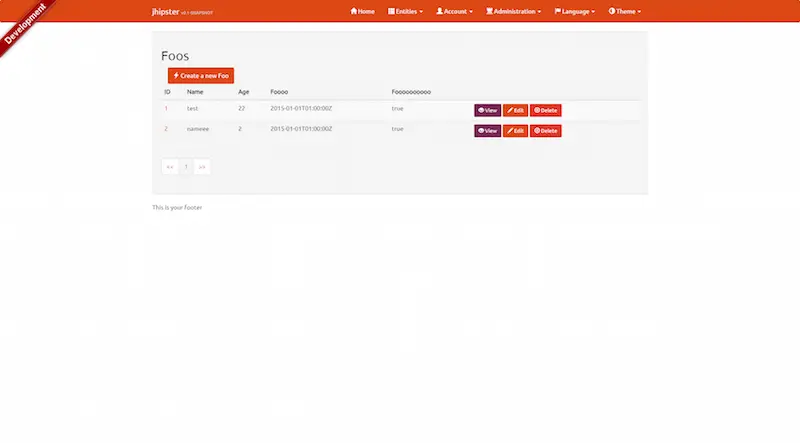 Development
jhipster v0.1-SNAPSHOT Home Entities Account Administration Language Theme
Foos
Create a new Foo
ID Name Age Foooo Foooooooooo
1 test 22 2015-01-01T01:00:00Z true View Edit Delete
2 nameee 2 2015-01-01T01:00:00Z true View Edit Delete
<< 1 >>
This is your footer